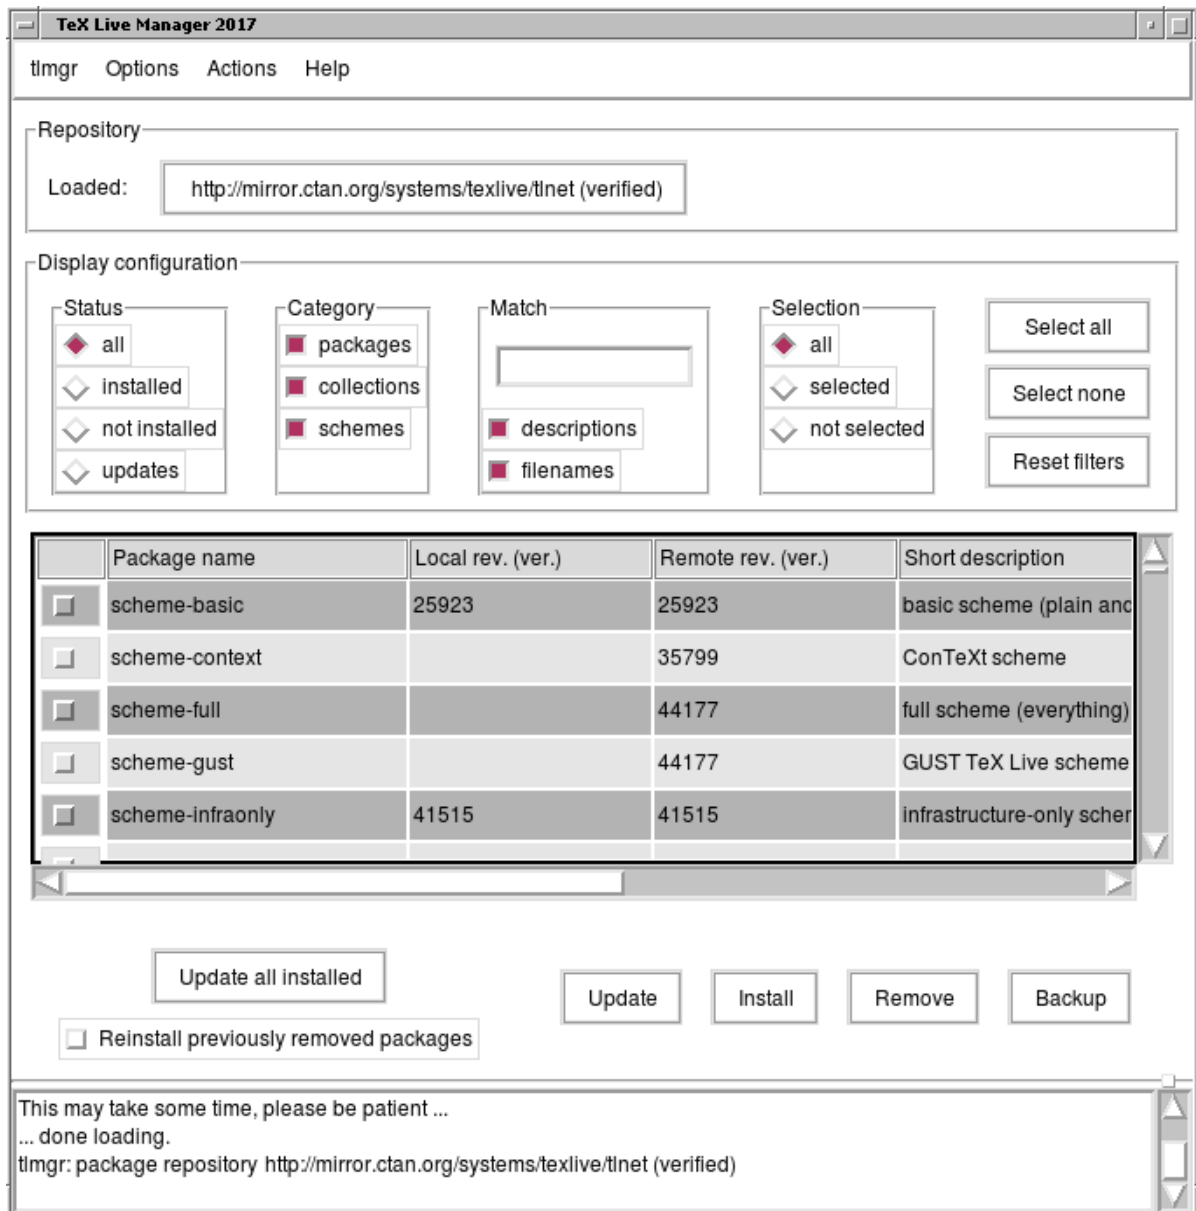 TeX Live Manager 2017
tlmgr Options Actions Help
Repository
Loaded: http://mirror.ctan.org/systems/texlive/tlnet (verified)
Display configuration
Status
all
installed
not installed
updates
Category
packages
collections
schemes
Match
descriptions
filenames
Selection
all
selected
not selected
Select all
Select none
Reset filters
Package name Local rev. (ver.) Remote rev. (ver.) Short description
scheme-basic 25923 25923 basic scheme (plain and
scheme-context 35799 ConTeXt scheme
scheme-full 44177 full scheme (everything)
scheme-gust 44177 GUST TeX Live scheme
scheme-infraonly 41515 41515 infrastructure-only schem
Update all installed
Reinstall previously removed packages
Update Install Remove Backup
This may take some time, please be patient ...
... done loading.
tlmgr: package repository http://mirror.ctan.org/systems/texlive/tlnet (verified)